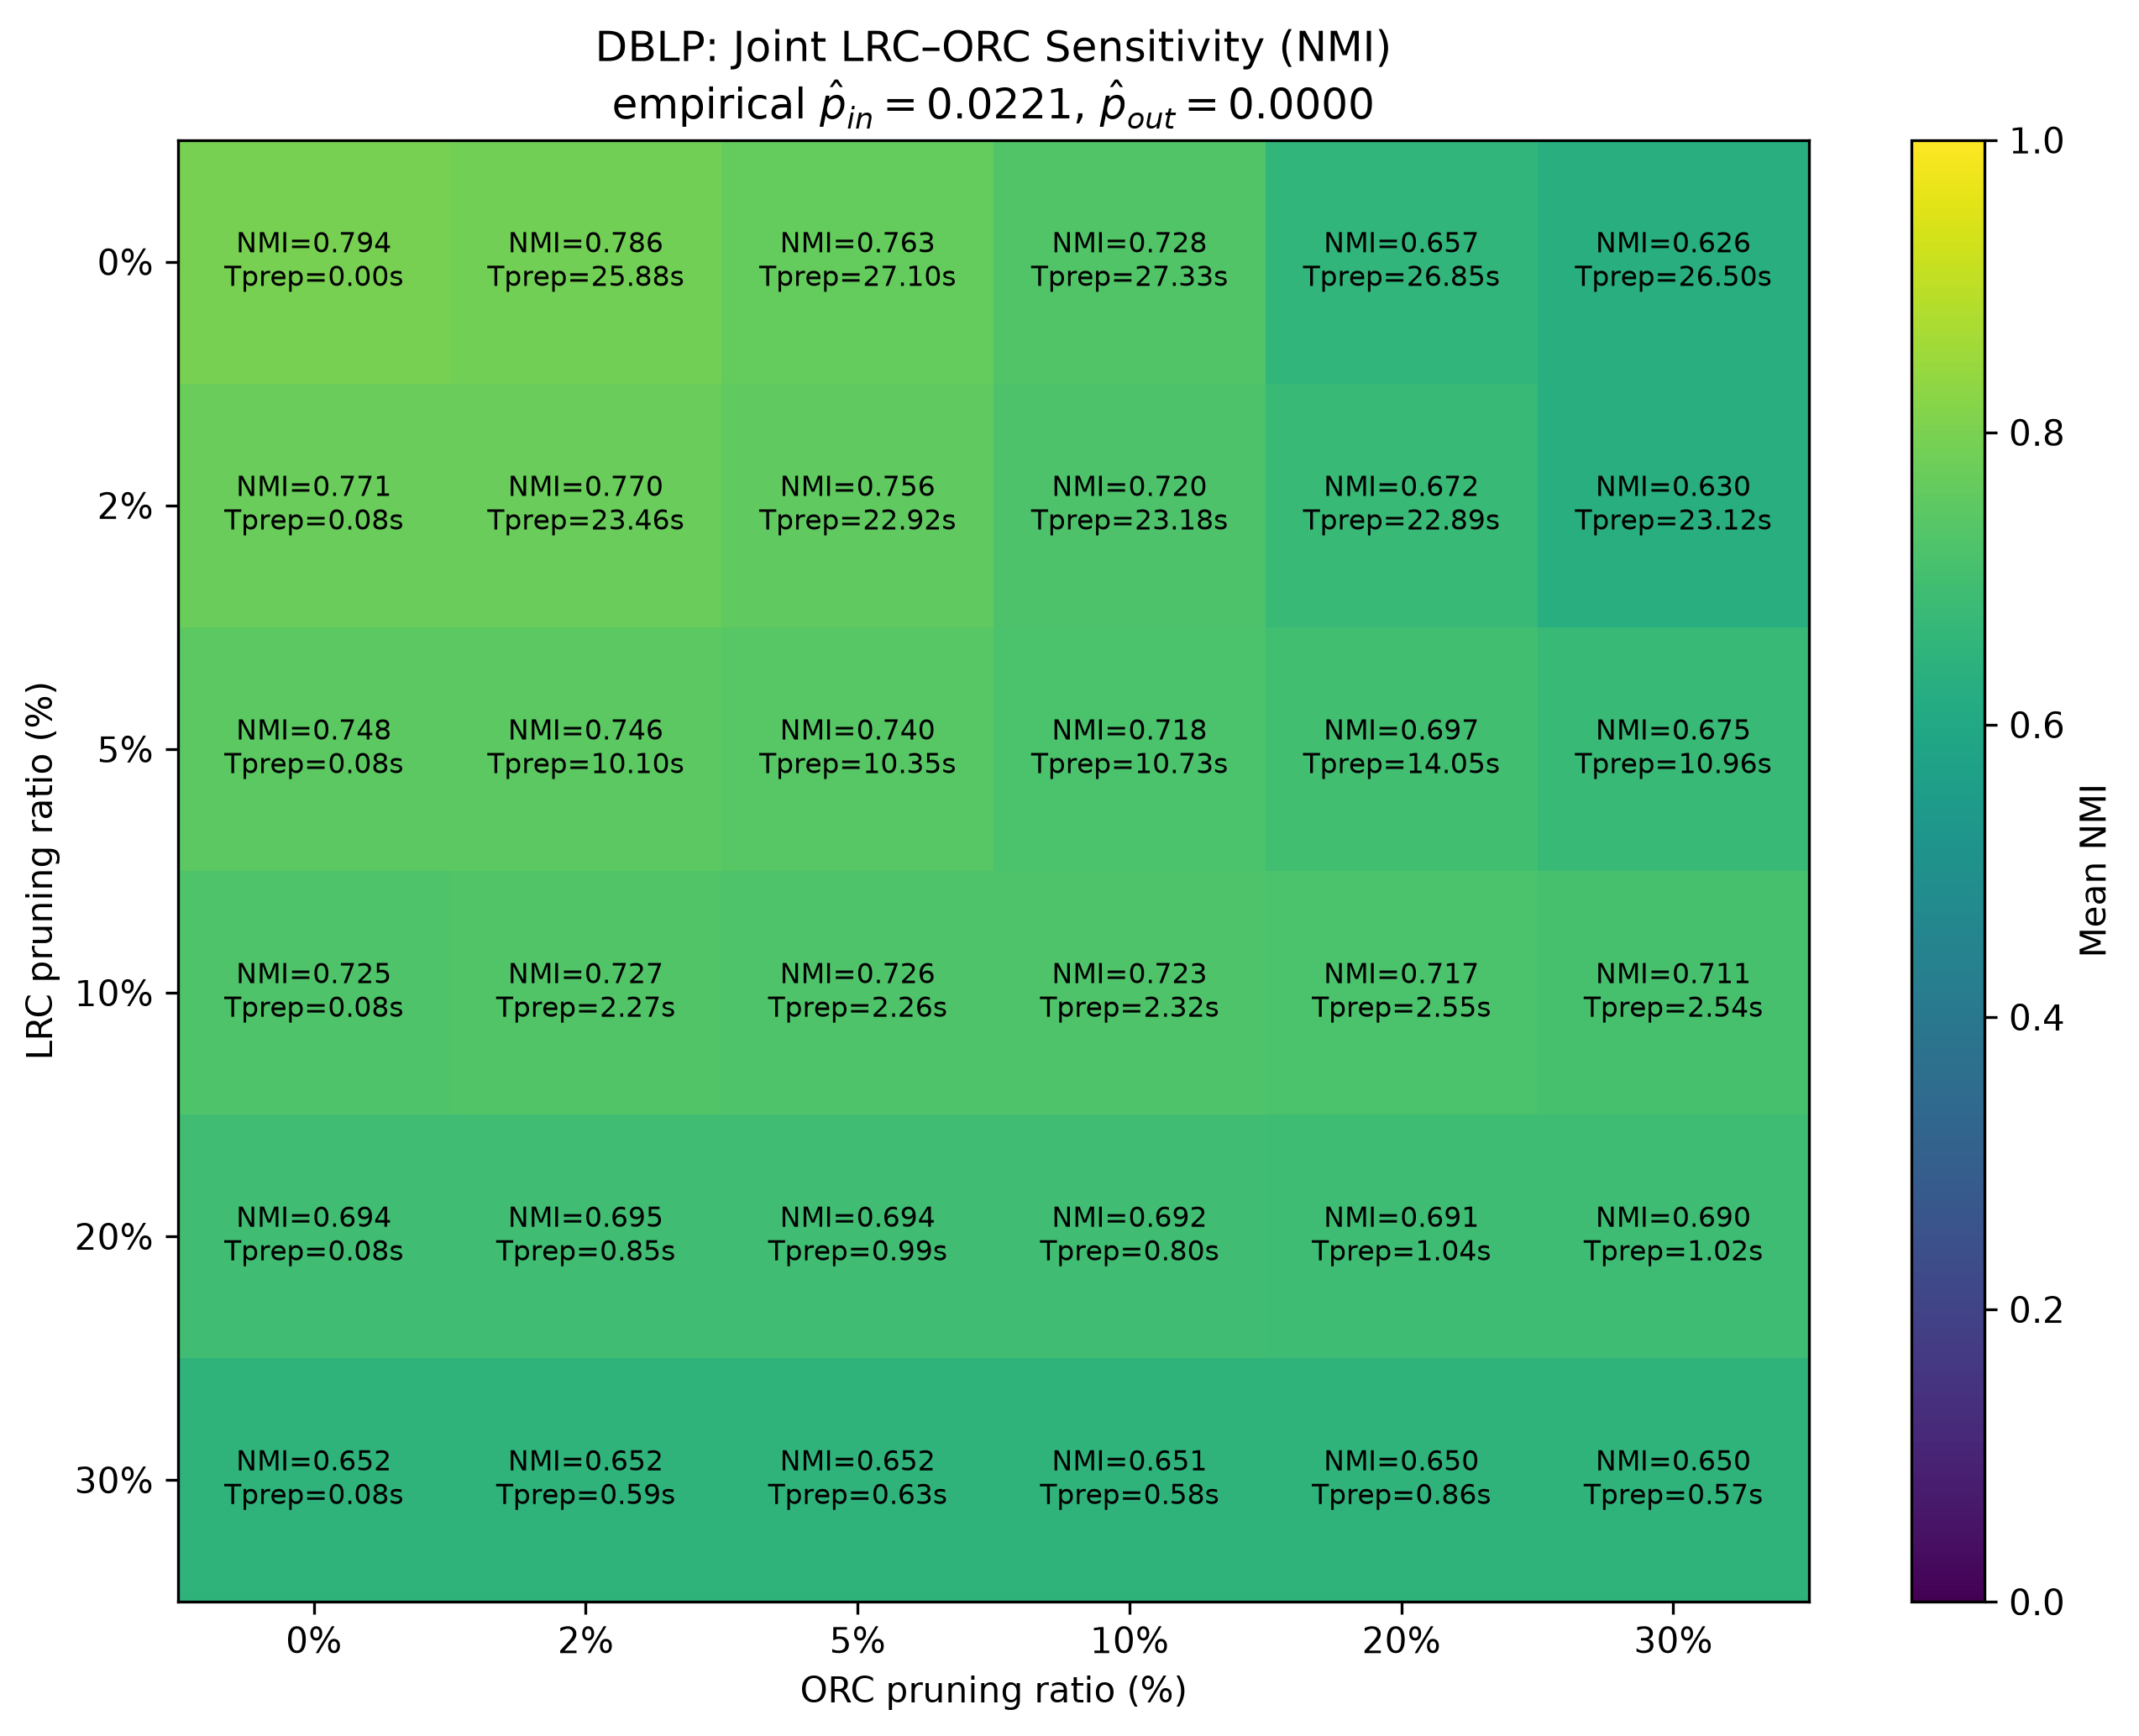 DBLP: Joint LRC–ORC Sensitivity (NMI)
empirical p̂_in = 0.0221, p̂_out = 0.0000
LRC pruning ratio (%)
0%
NMI=0.794
Tprep=0.00s
NMI=0.786
Tprep=25.88s
NMI=0.763
Tprep=27.10s
NMI=0.728
Tprep=27.33s
NMI=0.657
Tprep=26.85s
NMI=0.626
Tprep=26.50s
2%
NMI=0.771
Tprep=0.08s
NMI=0.770
Tprep=23.46s
NMI=0.756
Tprep=22.92s
NMI=0.720
Tprep=23.18s
NMI=0.672
Tprep=22.89s
NMI=0.630
Tprep=23.12s
5%
NMI=0.748
Tprep=0.08s
NMI=0.746
Tprep=10.10s
NMI=0.740
Tprep=10.35s
NMI=0.718
Tprep=10.73s
NMI=0.697
Tprep=14.05s
NMI=0.675
Tprep=10.96s
10%
NMI=0.725
Tprep=0.08s
NMI=0.727
Tprep=2.27s
NMI=0.726
Tprep=2.26s
NMI=0.723
Tprep=2.32s
NMI=0.717
Tprep=2.55s
NMI=0.711
Tprep=2.54s
20%
NMI=0.694
Tprep=0.08s
NMI=0.695
Tprep=0.85s
NMI=0.694
Tprep=0.99s
NMI=0.692
Tprep=0.80s
NMI=0.691
Tprep=1.04s
NMI=0.690
Tprep=1.02s
30%
NMI=0.652
Tprep=0.08s
NMI=0.652
Tprep=0.59s
NMI=0.652
Tprep=0.63s
NMI=0.651
Tprep=0.58s
NMI=0.650
Tprep=0.86s
NMI=0.650
Tprep=0.57s
0%
2%
5%
10%
20%
30%
ORC pruning ratio (%)
1.0
0.8
0.6
0.4
0.2
0.0
Mean NMI